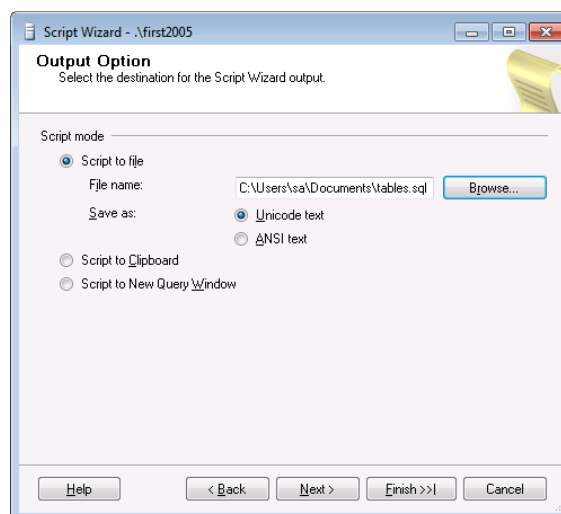 Script Wizard - .\first2005
Output Option
Select the destination for the Script Wizard output.
Script mode
Script to file
File name: C:\Users\sa\Documents\tables.sql Browse...
Save as: Unicode text
ANSI text
Script to Clipboard
Script to New Query Window
Help < Back Next > Finish >>| Cancel